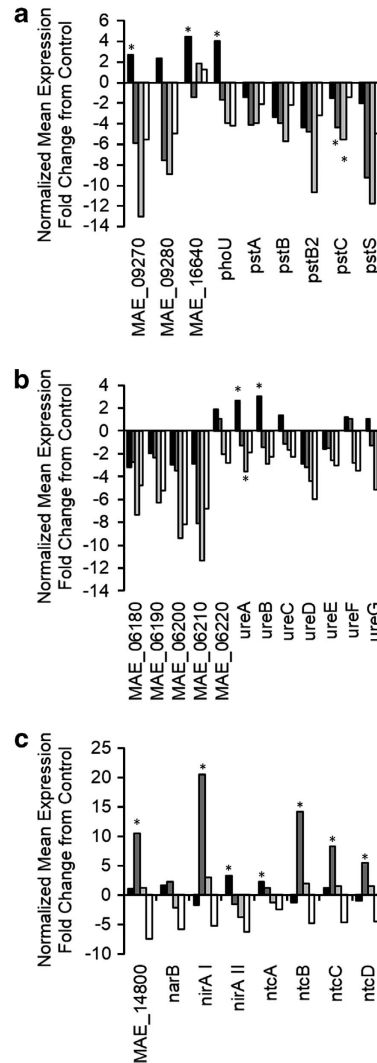 a
Normalized Mean Expression
Fold Change from Control
6
4
2
0
-2
-4
-6
-8
-10
-12
-14
* * * * *
*
MAE_09270
MAE_09280
MAE_16640
phoU
pstA
pstB
pstB2
pstC
pstS
b
Normalized Mean Expression
Fold Change from Control
4
2
0
-2
-4
-6
-8
-10
-12
-14
* *
*
MAE_06180
MAE_06190
MAE_06200
MAE_06210
MAE_06220
ureA
ureB
ureC
ureD
ureE
ureF
ureG
c
Normalized Mean Expression
Fold Change from Control
25
20
15
10
5
0
-5
-10
* * * * * * *
MAE_14800
narB
nirA I
nirA II
ntcA
ntcB
ntcC
ntcD